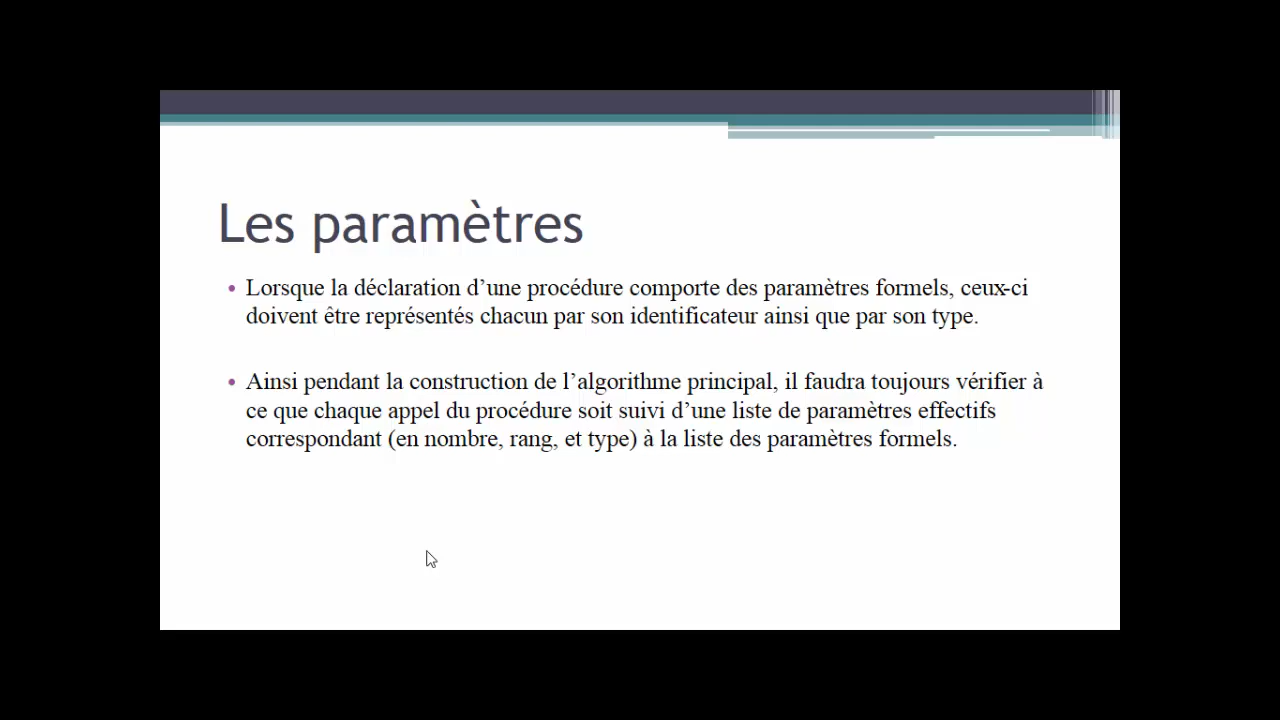 Les paramètres
• Lorsque la déclaration d’une procédure comporte des paramètres formels, ceux-ci
doivent être représentés chacun par son identificateur ainsi que par son type.
• Ainsi pendant la construction de l’algorithme principal, il faudra toujours vérifier à
ce que chaque appel du procédure soit suivi d’une liste de paramètres effectifs
correspondant (en nombre, rang, et type) à la liste des paramètres formels.